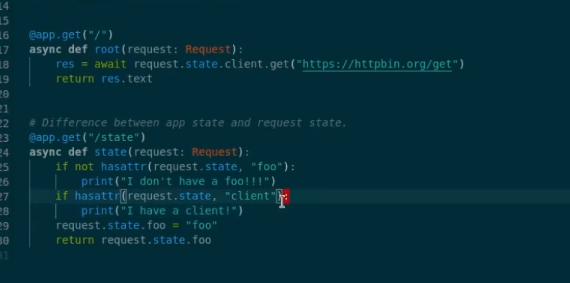 14
15
16 @app.get("/")
17 async def root(request: Request):
18     res = await request.state.client.get("https://httpbin.org/get")
19     return res.text
20
21
22 # Difference between app state and request state.
23 @app.get("/state")
24 async def state(request: Request):
25     if not hasattr(request.state, "foo"):
26         print("I don't have a foo!!!")
27     if hasattr(request.state, "client"):
28         print("I have a client!")
29     request.state.foo = "foo"
30     return request.state.foo
31